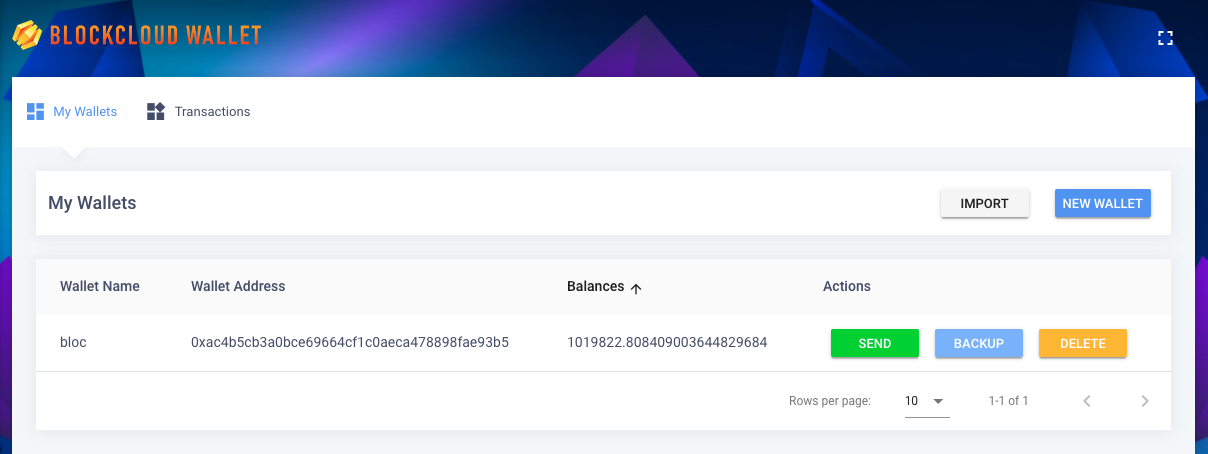 BLOCKCLOUD WALLET
My Wallets Transactions
My Wallets IMPORT NEW WALLET
Wallet Name Wallet Address Balances Actions
bloc 0xac4b5cb3a0bce69664cf1c0aeca478898fae93b5 1019822.808409003644829684 SEND BACKUP DELETE
Rows per page: 10 1-1 of 1